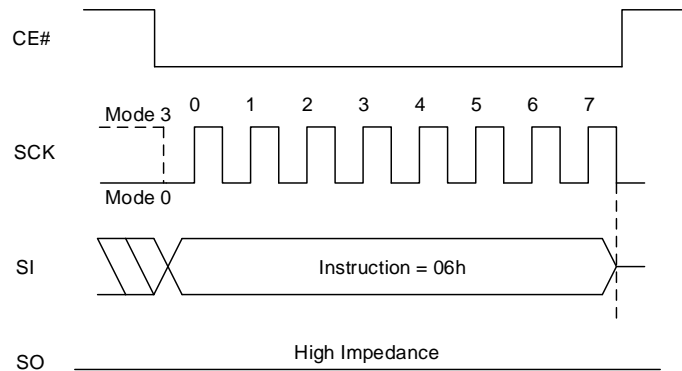 CE#
Mode 3
0 1 2 3 4 5 6 7
SCK
Mode 0
SI
Instruction = 06h
SO
High Impedance